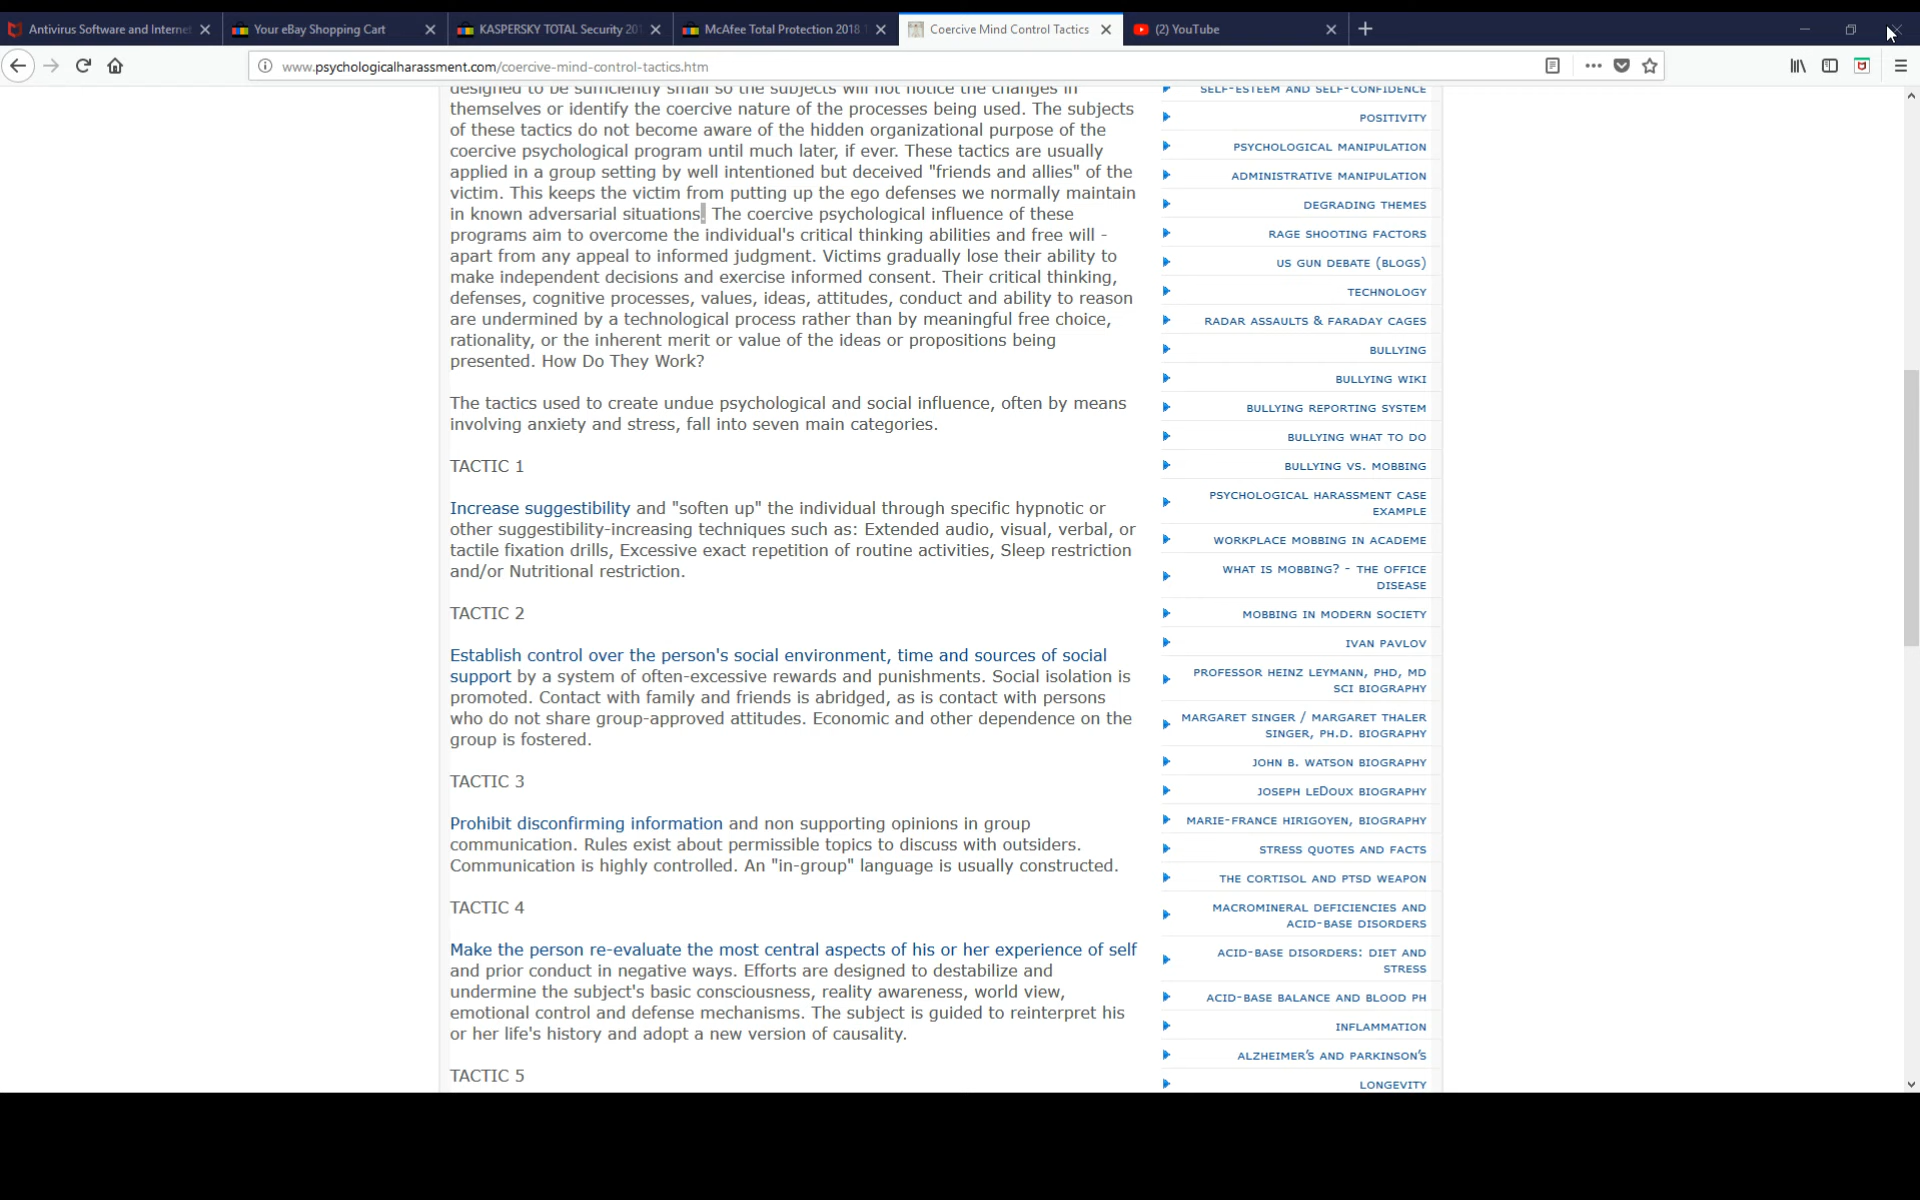 Antivirus Software and Internet
Your eBay Shopping Cart
KASPERSKY TOTAL Security 201
McAfee Total Protection 2018
Coercive Mind Control Tactics
(2) YouTube
www.psychologicalharassment.com/coercive-mind-control-tactics.htm
designed to be sufficiently small so the subjects will not notice the changes in
themselves or identify the coercive nature of the processes being used. The subjects
of these tactics do not become aware of the hidden organizational purpose of the
coercive psychological program until much later, if ever. These tactics are usually
applied in a group setting by well intentioned but deceived "friends and allies" of the
victim. This keeps the victim from putting up the ego defenses we normally maintain
in known adversarial situations. The coercive psychological influence of these
programs aim to overcome the individual's critical thinking abilities and free will -
apart from any appeal to informed judgment. Victims gradually lose their ability to
make independent decisions and exercise informed consent. Their critical thinking,
defenses, cognitive processes, values, ideas, attitudes, conduct and ability to reason
are undermined by a technological process rather than by meaningful free choice,
rationality, or the inherent merit or value of the ideas or propositions being
presented. How Do They Work?
The tactics used to create undue psychological and social influence, often by means
involving anxiety and stress, fall into seven main categories.
TACTIC 1
Increase suggestibility and "soften up" the individual through specific hypnotic or
other suggestibility-increasing techniques such as: Extended audio, visual, verbal, or
tactile fixation drills, Excessive exact repetition of routine activities, Sleep restriction
and/or Nutritional restriction.
TACTIC 2
Establish control over the person's social environment, time and sources of social
support by a system of often-excessive rewards and punishments. Social isolation is
promoted. Contact with family and friends is abridged, as is contact with persons
who do not share group-approved attitudes. Economic and other dependence on the
group is fostered.
TACTIC 3
Prohibit disconfirming information and non supporting opinions in group
communication. Rules exist about permissible topics to discuss with outsiders.
Communication is highly controlled. An "in-group" language is usually constructed.
TACTIC 4
Make the person re-evaluate the most central aspects of his or her experience of self
and prior conduct in negative ways. Efforts are designed to destabilize and
undermine the subject's basic consciousness, reality awareness, world view,
emotional control and defense mechanisms. The subject is guided to reinterpret his
or her life's history and adopt a new version of causality.
TACTIC 5
SELF-ESTEEM AND SELF-CONFIDENCE
POSITIVITY
PSYCHOLOGICAL MANIPULATION
ADMINISTRATIVE MANIPULATION
DEGRADING THEMES
RAGE SHOOTING FACTORS
US GUN DEBATE (BLOGS)
TECHNOLOGY
RADAR ASSAULTS & FARADAY CAGES
BULLYING
BULLYING WIKI
BULLYING REPORTING SYSTEM
BULLYING WHAT TO DO
BULLYING VS. MOBBING
PSYCHOLOGICAL HARASSMENT CASE
EXAMPLE
WORKPLACE MOBBING IN ACADEME
WHAT IS MOBBING? - THE OFFICE
DISEASE
MOBBING IN MODERN SOCIETY
IVAN PAVLOV
PROFESSOR HEINZ LEYMANN, PHD, MD
SCI BIOGRAPHY
MARGARET SINGER / MARGARET THALER
SINGER, PH.D. BIOGRAPHY
JOHN B. WATSON BIOGRAPHY
JOSEPH LEDOUX BIOGRAPHY
MARIE-FRANCE HIRIGOYEN, BIOGRAPHY
STRESS QUOTES AND FACTS
THE CORTISOL AND PTSD WEAPON
MACROMINERAL DEFICIENCIES AND
ACID-BASE DISORDERS
ACID-BASE DISORDERS: DIET AND
STRESS
ACID-BASE BALANCE AND BLOOD PH
INFLAMMATION
ALZHEIMER'S AND PARKINSON'S
LONGEVITY